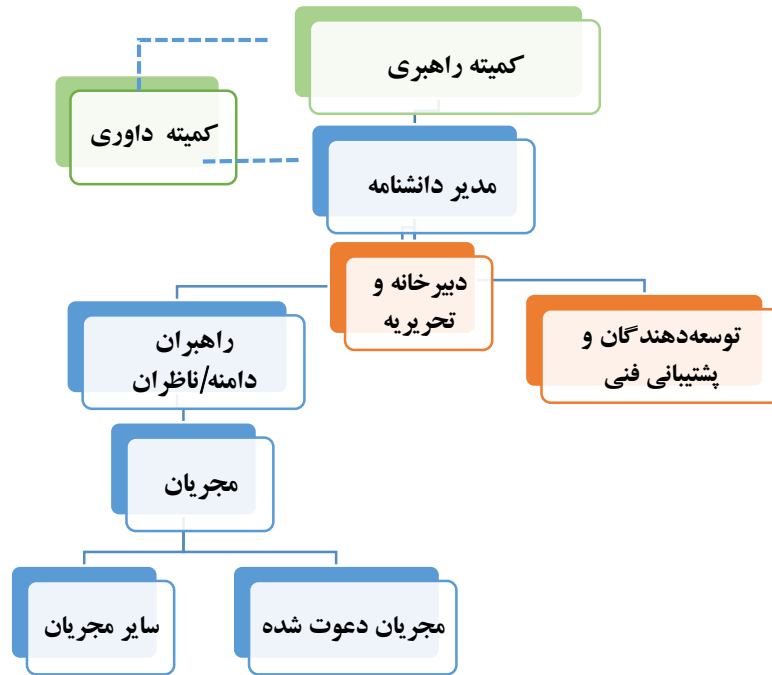 کمیته راهبری
کمیته داوری
مدیر دانشنامه
دبیرخانه و
تحریریه
توسعه‌دهندگان و
پشتیبانی فنی
راهبران
دامنه/ناظران
مجریان
مجریان دعوت شده
سایر مجریان